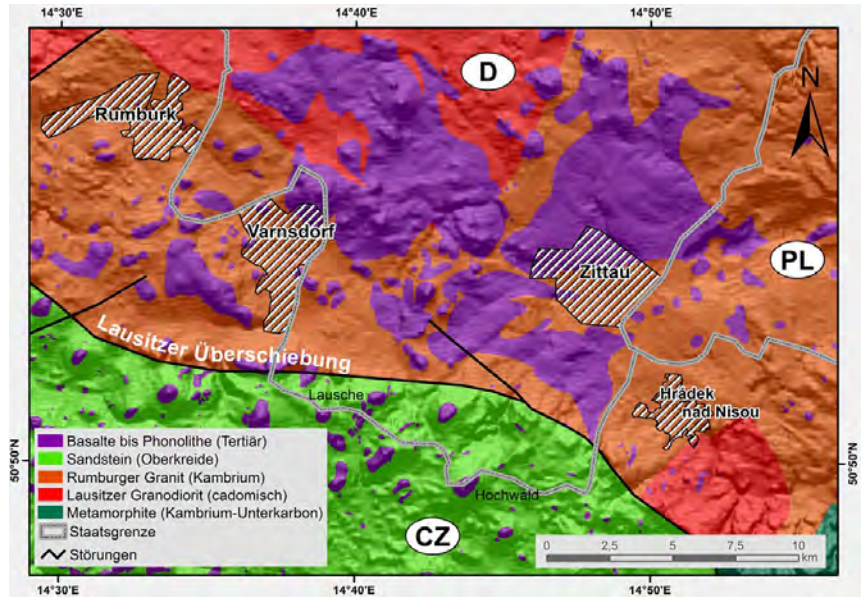 14°30'E
14°40'E
14°50'E
D
N
Rumburk
Varnsdorf
Zittau
PL
Lausitzer Überschiebung
Hrádek
nad Nisou
Lausche
50°50'N
50°50'N
Basalte bis Phonolithe (Tertiär)
Sandstein (Oberkreide)
Rumburger Granit (Kambrium)
Lausitzer Granodiorit (cadomisch)
Metamorphite (Kambrium-Unterkarbon)
Staatsgrenze
Störungen
Hochwald
CZ
0 2,5 5 7,5 10
km
14°30'E
14°40'E
14°50'E